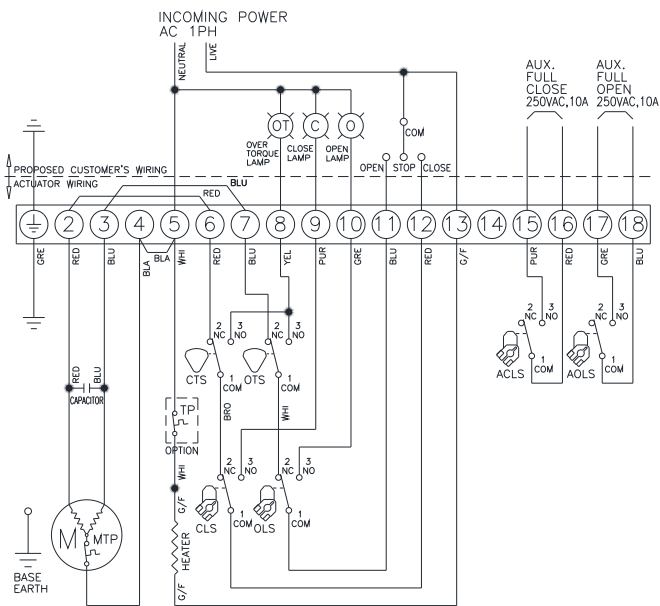 INCOMING POWER
AC 1PH
NEUTRAL
LIVE
AUX.
FULL
CLOSE
250VAC,10A
AUX.
FULL
OPEN
250VAC,10A
OT
C
O
COM
OVER
TORQUE
LAMP
CLOSE
LAMP
OPEN
LAMP
OPEN
STOP
CLOSE
PROPOSED CUSTOMER'S WIRING
ACTUATOR WIRING
BLU
RED
2
3
4
5
6
7
8
9
10
11
12
13
14
15
16
17
18
GRE
RED
BLU
BLA
BLA
WHI
RED
BLU
YEL
PUR
GRE
BLU
RED
G/F
PUR
RED
GRE
BLU
2
NC
3
NO
1
COM
CTS
2
NC
3
NO
1
COM
OTS
2
NC
3
NO
1
COM
ACLS
2
NC
3
NO
1
COM
AOLS
RED
BLU
CAPACITOR
TP
OPTION
BRO
WHI
WHI
G/F
2
NC
3
NO
1
COM
CLS
2
NC
3
NO
1
COM
OLS
M
MTP
HEATER
G/F
BASE
EARTH